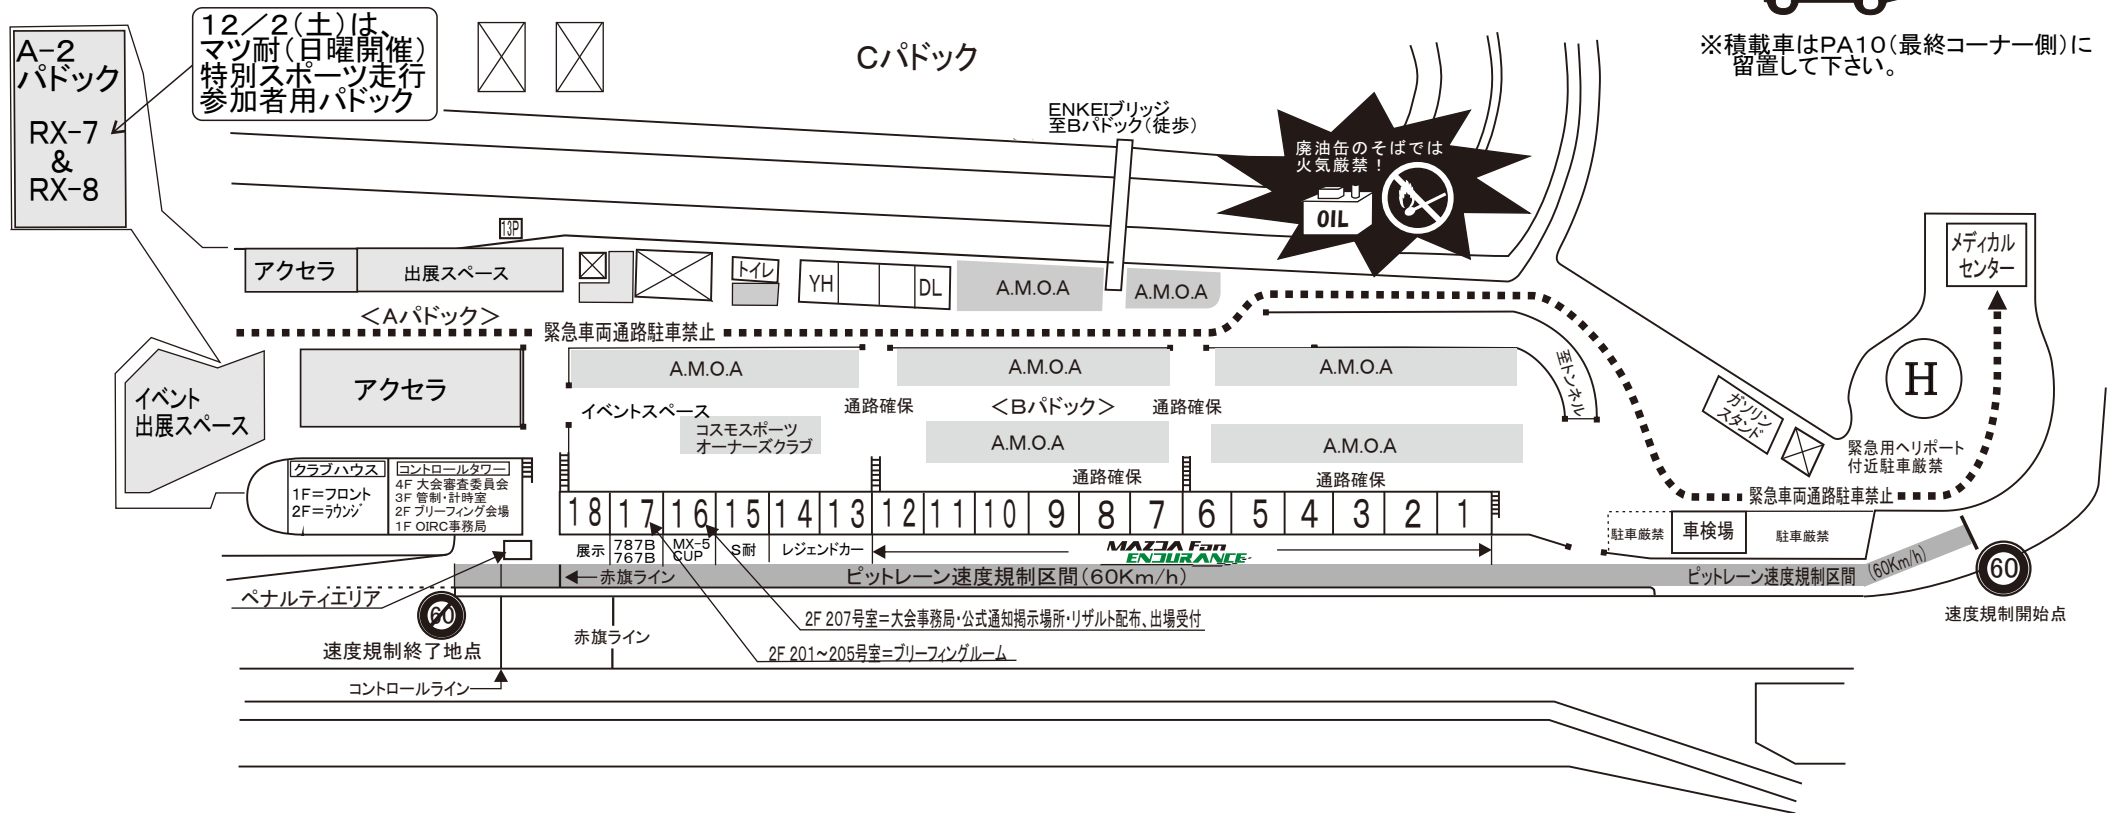 12／2(土)は、
マツ耐(日曜開催)
特別スポーツ走行
参加者用パドック
A-2
パドック
RX-7
&
RX-8
Cパドック
※積載車はPA10(最終コーナー側)に
留置して下さい。
ENKEIブリッジ
至Bパドック(徒歩)
廃油缶のそばでは
火気厳禁！
OIL
13P
アクセラ
出展スペース
トイレ
YH
DL
A.M.O.A
A.M.O.A
メディカル
センター
＜Aパドック＞
緊急車両通路駐車禁止
アクセラ
イベント
出展スペース
A.M.O.A
A.M.O.A
A.M.O.A
至トンネル
H
イベントスペース
通路確保
＜Bパドック＞
通路確保
コスモスポーツ
オーナーズクラブ
A.M.O.A
A.M.O.A
ガソリン
スタンド
緊急用ヘリポート
付近駐車厳禁
通路確保
通路確保
緊急車両通路駐車禁止
クラブハウス
1F=フロント
2F=ラウンジ
コントロールタワー
4F 大会審査委員会
3F 管制・計時室
2F ブリーフィング会場
1F OIRC事務局
18 17 16 15 14 13 12 11 10 9 8 7 6 5 4 3 2 1
駐車厳禁
車検場
駐車厳禁
展示
787B
767B
MX-5
CUP
S耐
レジェンドカー
MAZDA Fan
ENDURANCE
赤旗ライン
ピットレーン速度規制区間(60Km/h)
ピットレーン速度規制区間
(60Km/h)
60
速度規制開始点
ペナルティエリア
60
速度規制終了地点
赤旗ライン
2F 207号室=大会事務局・公式通知掲示場所・リザルト配布、出場受付
2F 201~205号室=ブリーフィングルーム
コントロールライン